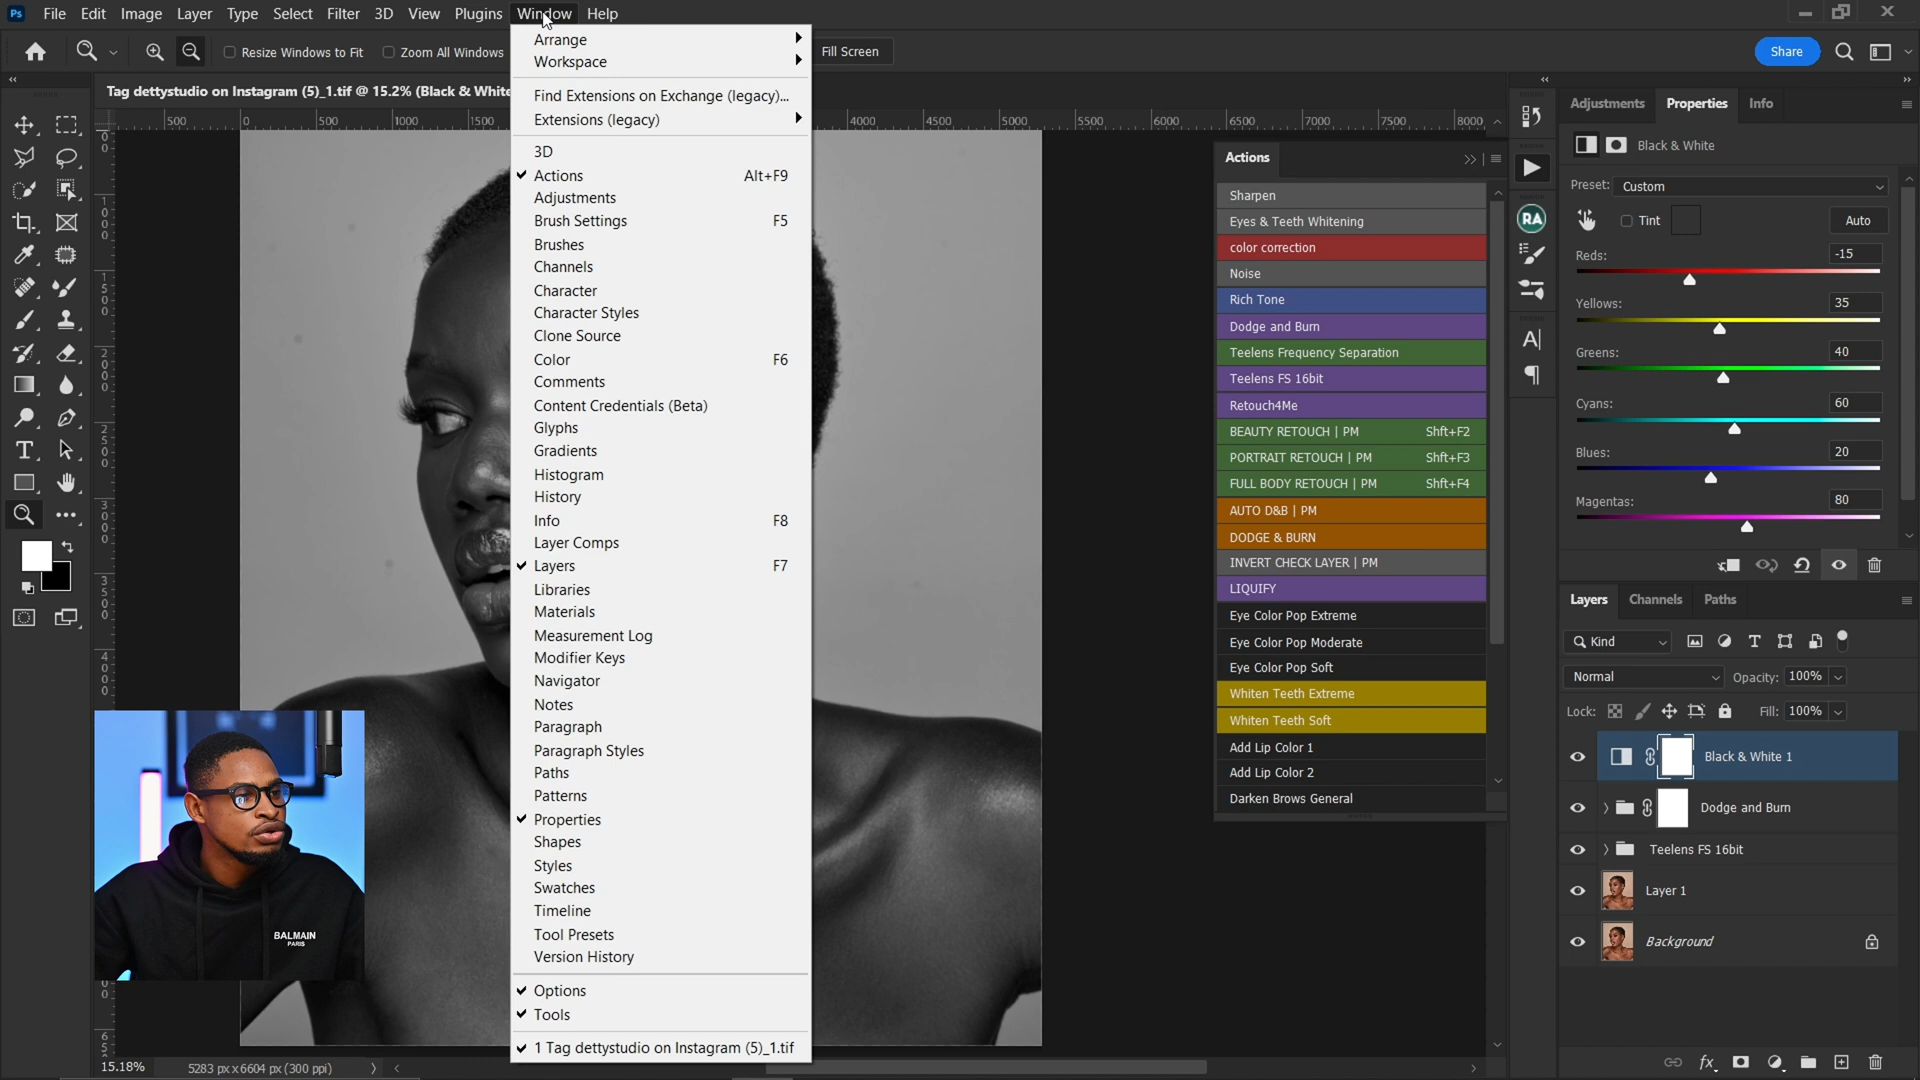 Ps File Edit Image Layer Type Select Filter 3D View Plugins Window Help
Resize Windows to Fit Zoom All Windows Fill Screen Share
Tag dettystudio on Instagram (5)_1.tif @ 15.2% (Black & White
500 0 500 1000 1500 4000 4500 5000 5500 6000 6500 7000 7500 8000
0
1000
1500
2000
2500
3000
3500
4000
Arrange
Workspace
Find Extensions on Exchange (legacy)...
Extensions (legacy)
3D
Actions Alt+F9
Adjustments
Brush Settings F5
Brushes
Channels
Character
Character Styles
Clone Source
Color F6
Comments
Content Credentials (Beta)
Glyphs
Gradients
Histogram
History
Info F8
Layer Comps
Layers F7
Libraries
Materials
Measurement Log
Modifier Keys
Navigator
Notes
Paragraph
Paragraph Styles
Paths
Patterns
Properties
Shapes
Styles
Swatches
Timeline
Tool Presets
Version History
Options
Tools
1 Tag dettystudio on Instagram (5)_1.tif
Actions
Sharpen
Eyes & Teeth Whitening
color correction
Noise
Rich Tone
Dodge and Burn
Teelens Frequency Separation
Teelens FS 16bit
Retouch4Me
BEAUTY RETOUCH | PM Shft+F2
PORTRAIT RETOUCH | PM Shft+F3
FULL BODY RETOUCH | PM Shft+F4
AUTO D&B | PM
DODGE & BURN
INVERT CHECK LAYER | PM
LIQUIFY
Eye Color Pop Extreme
Eye Color Pop Moderate
Eye Color Pop Soft
Whiten Teeth Extreme
Whiten Teeth Soft
Add Lip Color 1
Add Lip Color 2
Darken Brows General
RA
Adjustments Properties Info
Black & White
Preset: Custom
Tint Auto
Reds: -15
Yellows: 35
Greens: 40
Cyans: 60
Blues: 20
Magentas: 80
Layers Channels Paths
Kind
Normal Opacity: 100%
Lock: Fill: 100%
Black & White 1
Dodge and Burn
Teelens FS 16bit
Layer 1
Background
fx
BALMAIN
PARIS
15.18% 5283 px x 6604 px (300 ppi)